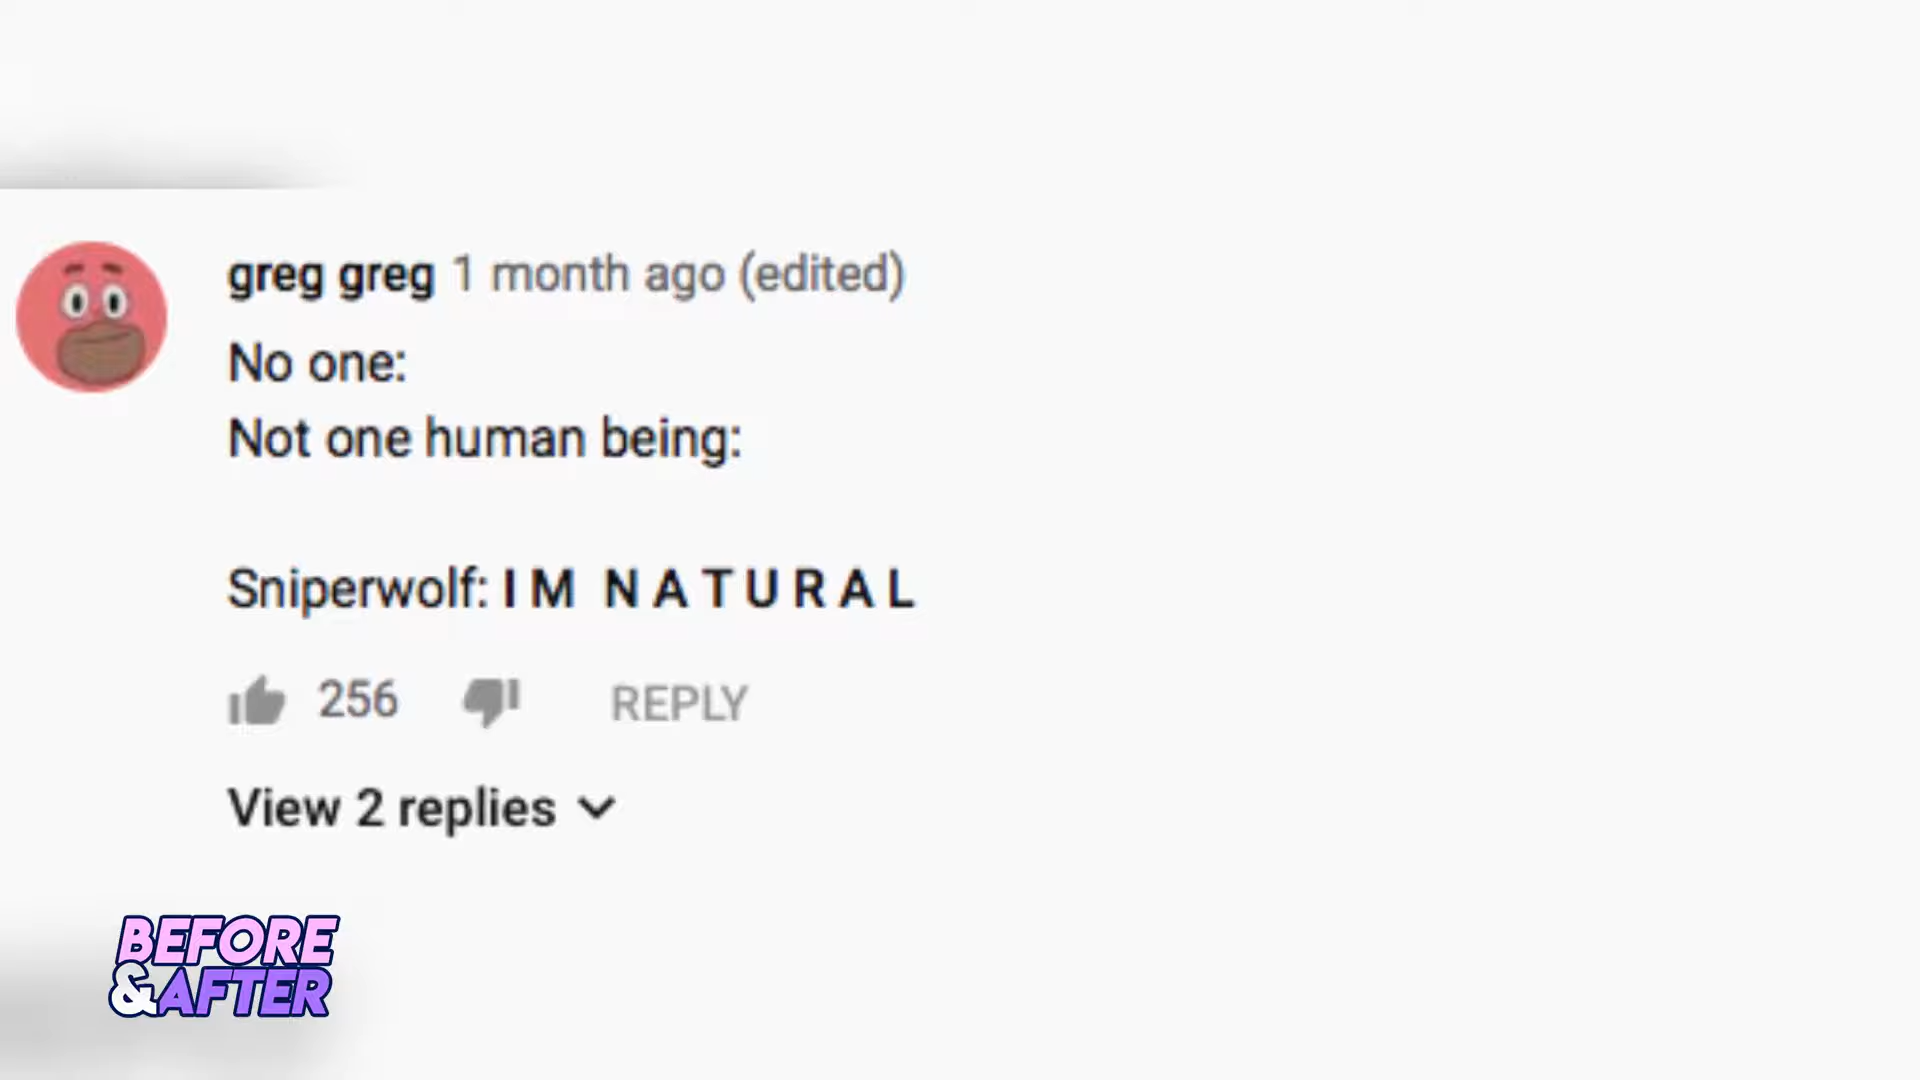 greg greg 1 month ago (edited)
No one:
Not one human being:
Sniperwolf: I M N A T U R A L
256 REPLY
View 2 replies
BEFORE
&AFTER